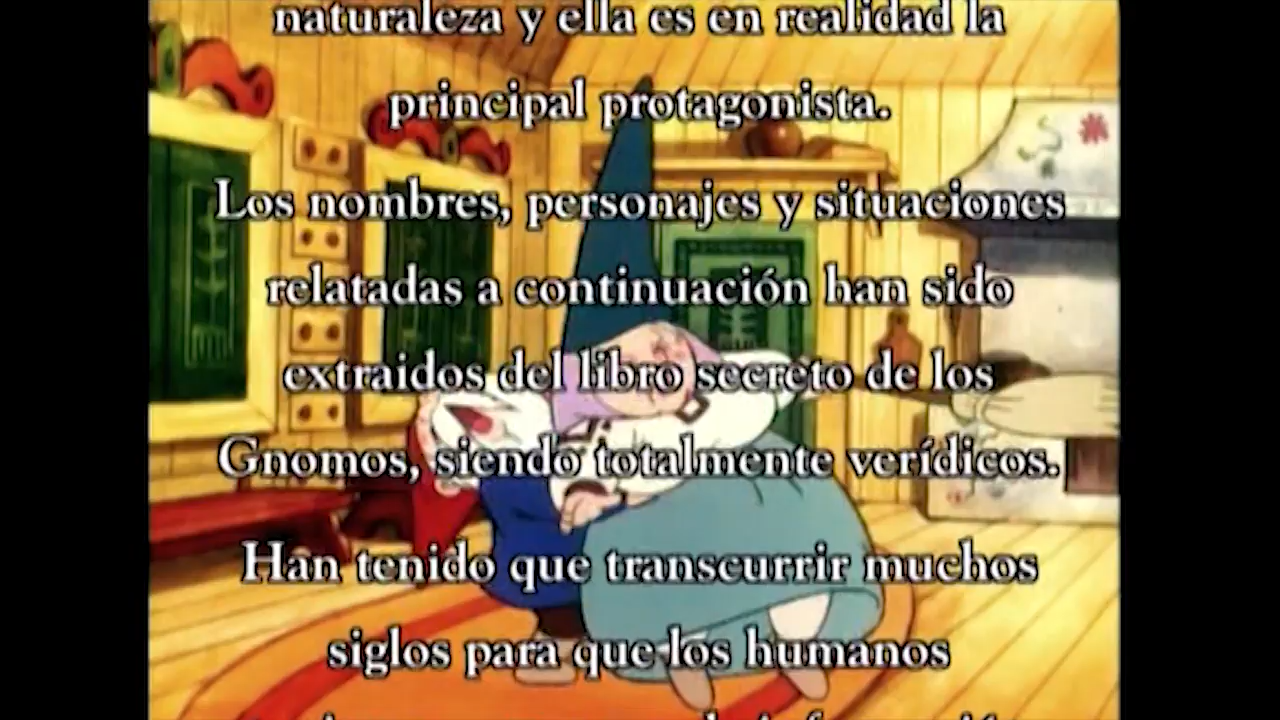 naturaleza y ella es en realidad la
principal protagonista.
Los nombres, personajes y situaciones
relatadas a continuación han sido
extraidos del libro secreto de los
Gnomos, siendo totalmente verídicos.
Han tenido que transcurrir muchos
siglos para que los humanos